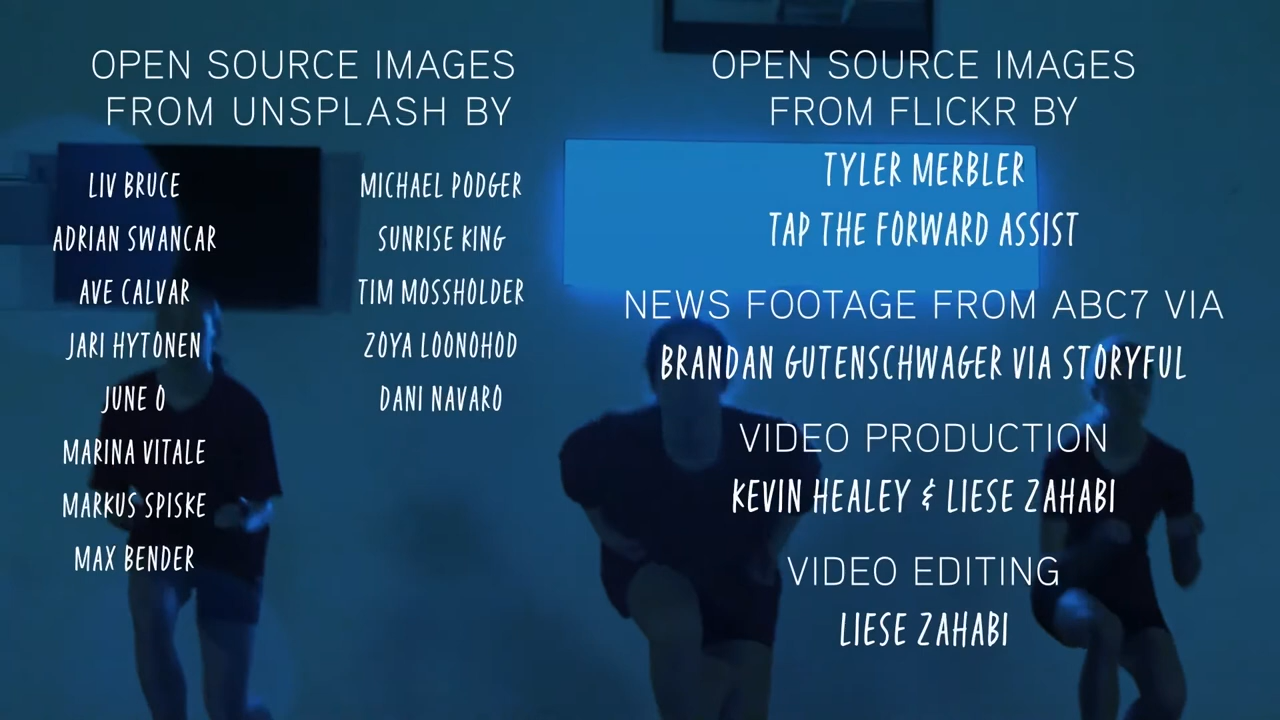 OPEN SOURCE IMAGES
FROM UNSPLASH BY
LIV BRUCE
ADRIAN SWANCAR
AVE CALVAR
JARI HYTONEN
JUNE O
MARINA VITALE
MARKUS SPISKE
MAX BENDER
MICHAEL PODGER
SUNRISE KING
TIM MOSSHOLDER
ZOYA LOONOHOD
DANI NAVARO
OPEN SOURCE IMAGES
FROM FLICKR BY
TYLER MERBLER
TAP THE FORWARD ASSIST
NEWS FOOTAGE FROM ABC7 VIA
BRANDAN GUTENSCHWAGER VIA STORYFUL
VIDEO PRODUCTION
KEVIN HEALEY & LIESE ZAHABI
VIDEO EDITING
LIESE ZAHABI